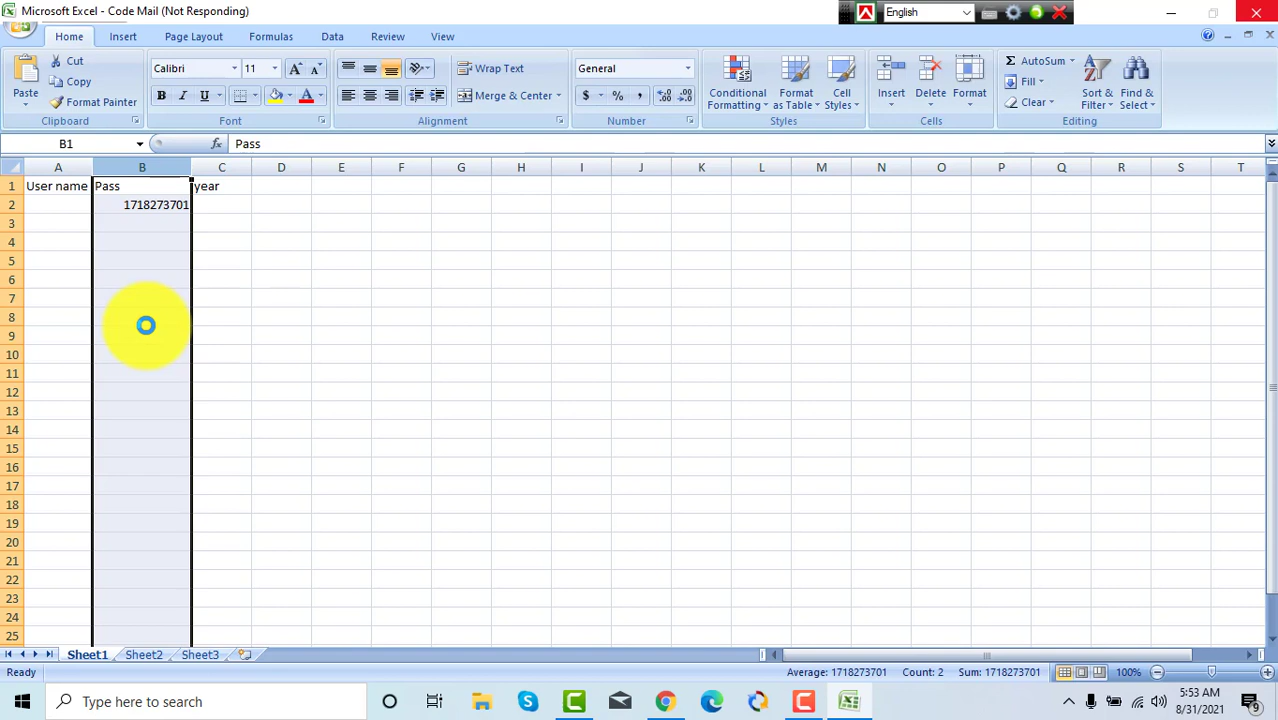 Microsoft Excel - Code Mail (Not Responding)
English
Home Insert Page Layout Formulas Data Review View
Paste
Cut
Copy
Format Painter
Clipboard
Calibri 11
B I U
Font
Wrap Text
Merge & Center
Alignment
General
$ % ,
Number
Conditional Formatting
Format as Table
Cell Styles
Styles
Insert
Delete
Format
Cells
AutoSum
Fill
Clear
Sort & Filter
Find & Select
Editing
B1 fx Pass
A B C D E F G H I J K L M N O P Q R S T
1 User name Pass year
2 1718273701
3
4
5
6
7
8
9
10
11
12
13
14
15
16
17
18
19
20
21
22
23
24
25
Sheet1 Sheet2 Sheet3
Ready Average: 1718273701 Count: 2 Sum: 1718273701 100%
Type here to search
5:53 AM
8/31/2021
9